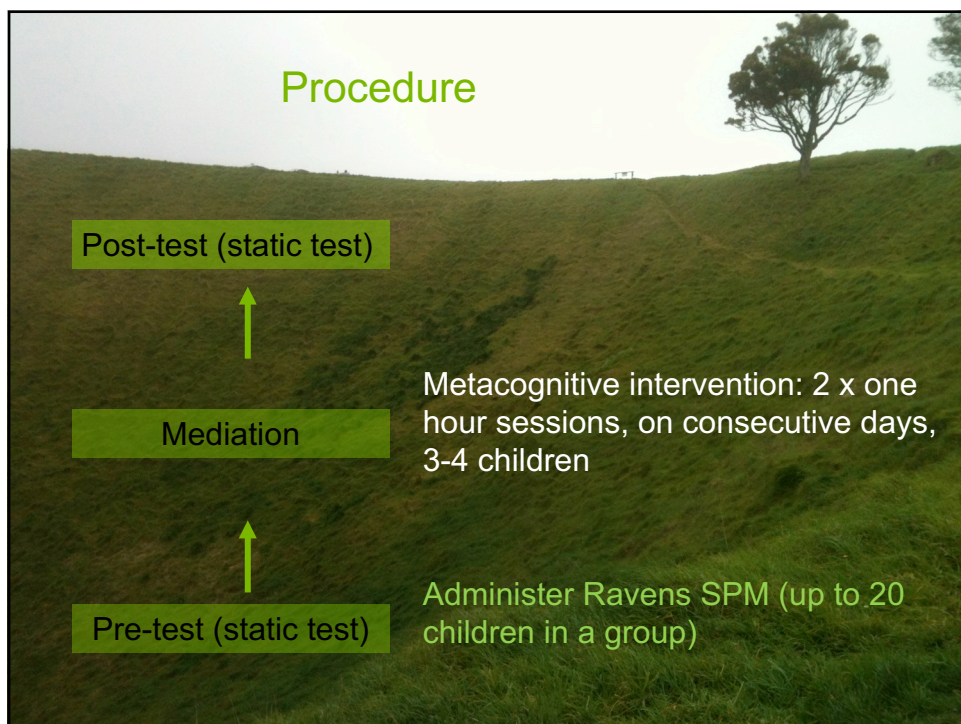 Procedure
Post-test (static test)
Mediation
Metacognitive intervention: 2 x one
hour sessions, on consecutive days,
3-4 children
Pre-test (static test)
Administer Ravens SPM (up to 20
children in a group)